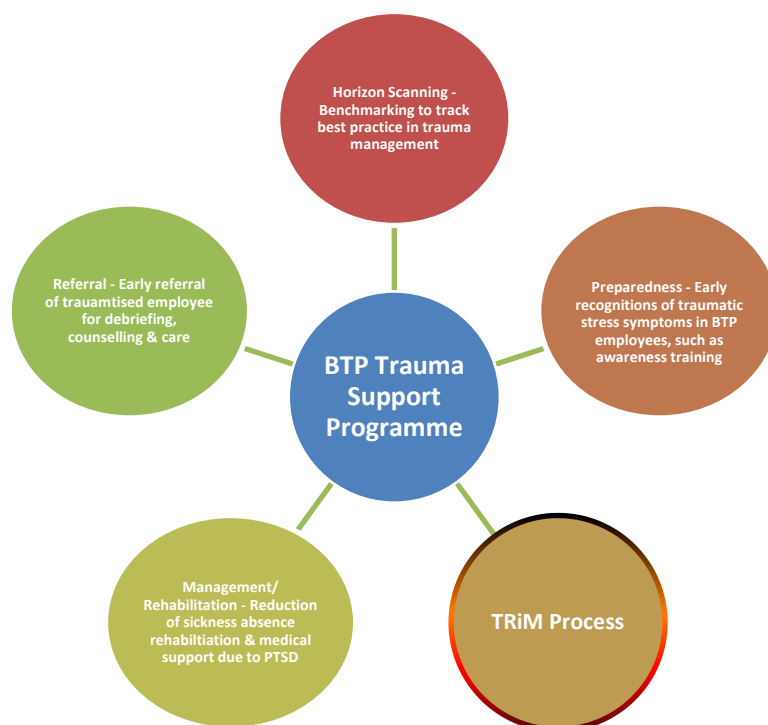 Horizon Scanning -
Benchmarking to track
best practice in trauma
management
Preparedness - Early
recognitions of traumatic
stress symptoms in BTP
employees, such as
awareness training
TRiM Process
Management/
Rehabilitation - Reduction
of sickness absence
rehabiltiation & medical
support due to PTSD
Referral - Early referral
of trauamtised employee
for debriefing,
counselling & care
BTP Trauma
Support
Programme